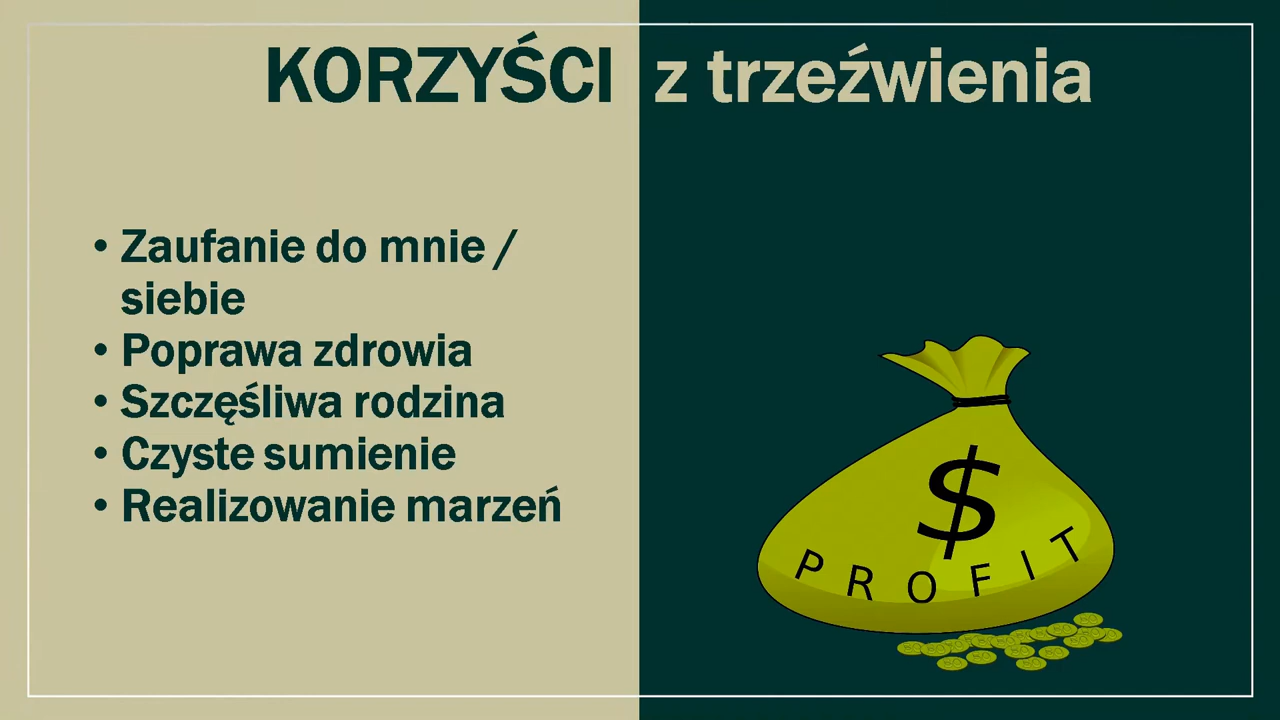 KORZYŚCI z trzeźwienia
• Zaufanie do mnie /
siebie
• Poprawa zdrowia
• Szczęśliwa rodzina
• Czyste sumienie
• Realizowanie marzeń
$
PROFIT